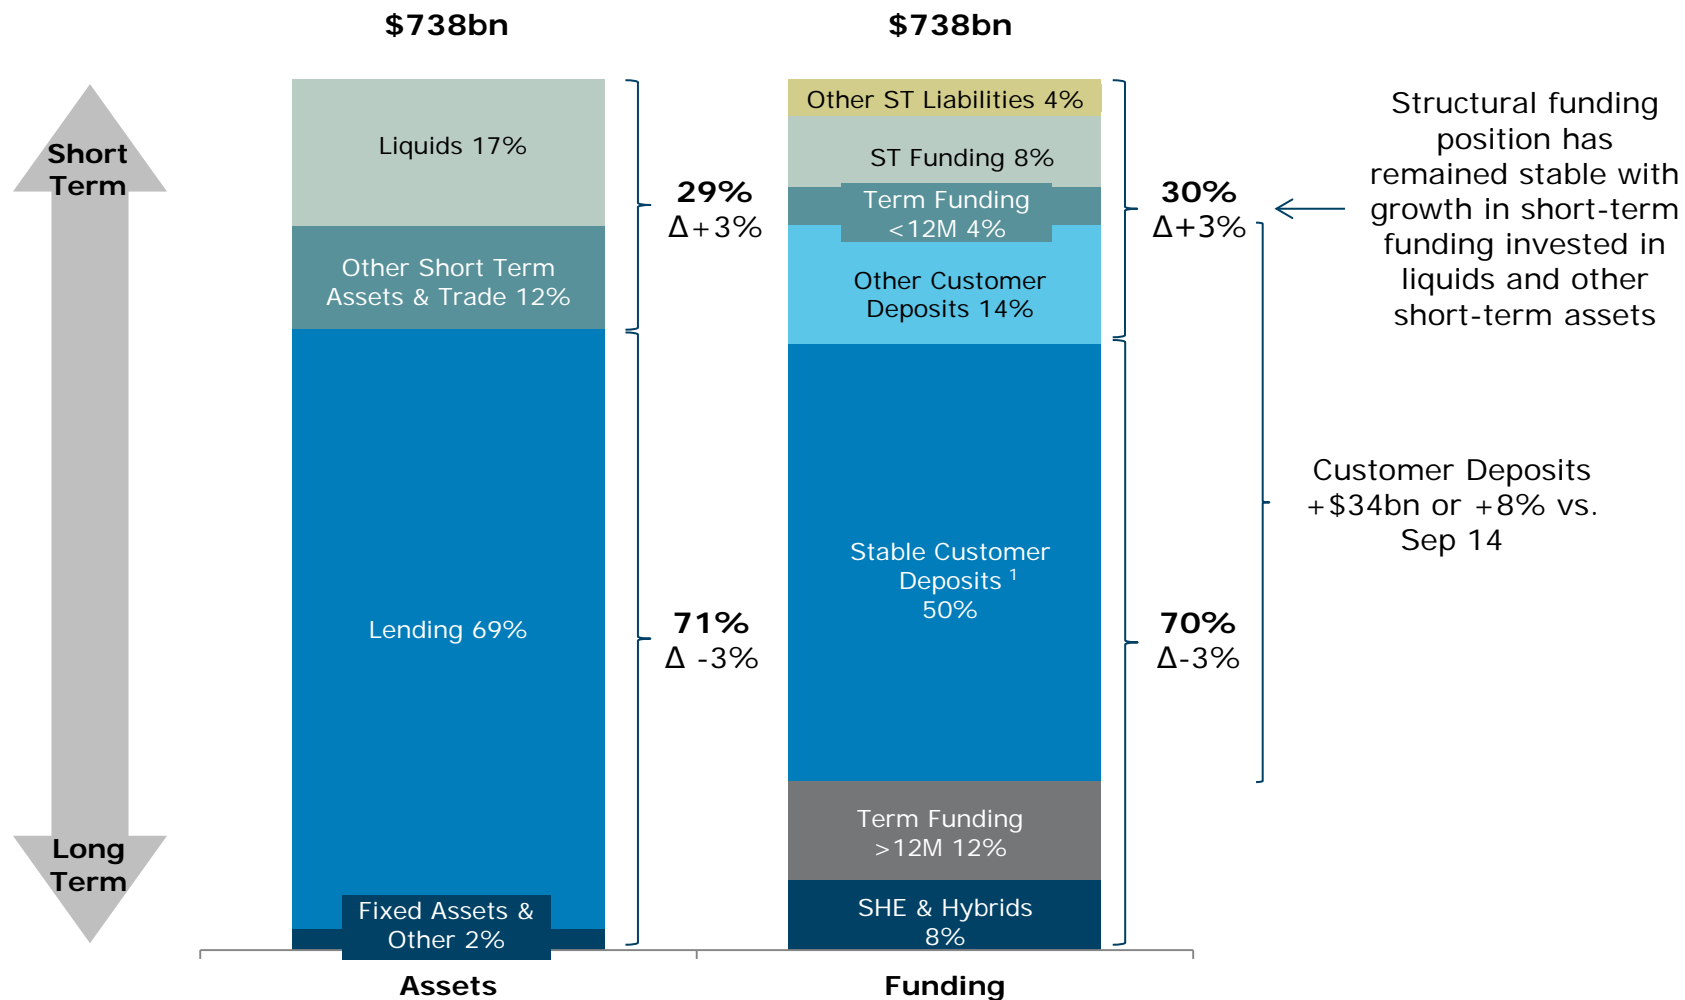 $738bn
$738bn
Short
Term
Long
Term
Liquids 17%
Other Short Term
Assets & Trade 12%
Lending 69%
Fixed Assets &
Other 2%
29%
Δ+3%
71%
Δ -3%
Other ST Liabilities 4%
ST Funding 8%
Term Funding
<12M 4%
Other Customer
Deposits 14%
Stable Customer
Deposits 1
50%
Term Funding
>12M 12%
SHE & Hybrids
8%
30%
Δ+3%
70%
Δ-3%
Structural funding
position has
remained stable with
growth in short-term
funding invested in
liquids and other
short-term assets
Customer Deposits
+$34bn or +8% vs.
Sep 14
Assets
Funding